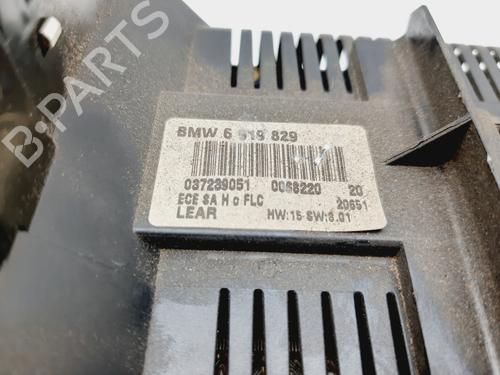 B-PARTS
BMW 6 919 829
037239051 0068220 20
ECE SA H o FLC 20651
LEAR HW:15 SW:3.01